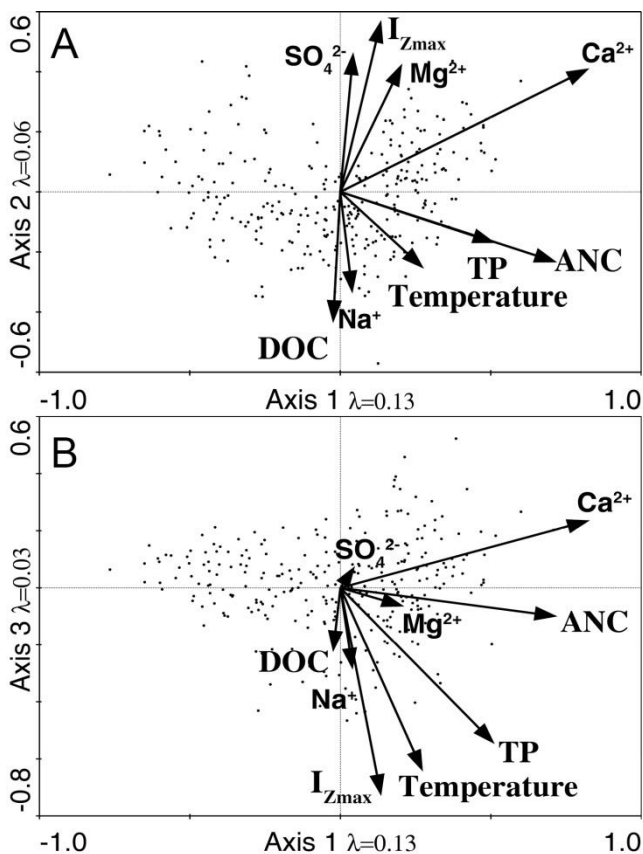 A
0.6
I Zmax
SO₄²⁻
Mg²⁺
Ca²⁺
Axis 2 λ=0.06
TP
ANC
Temperature
Na⁺
DOC
-0.6
-1.0
Axis 1 λ=0.13
1.0
B
0.6
Ca²⁺
SO₄²⁻
Axis 3 λ=0.03
Mg²⁺
ANC
DOC
Na⁺
TP
Temperature
I Zmax
-0.8
-1.0
Axis 1 λ=0.13
1.0